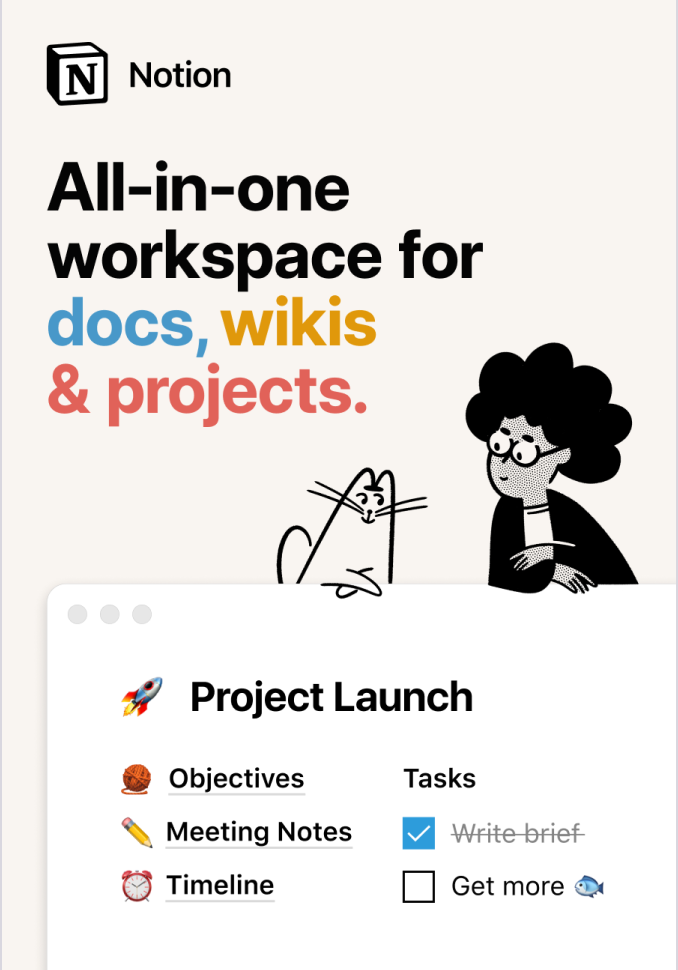 Notion
All-in-one
workspace for
docs, wikis
& projects.
🚀 Project Launch
🧶 Objectives
✏️ Meeting Notes
⏰ Timeline
Tasks
Write brief
Get more 🐟